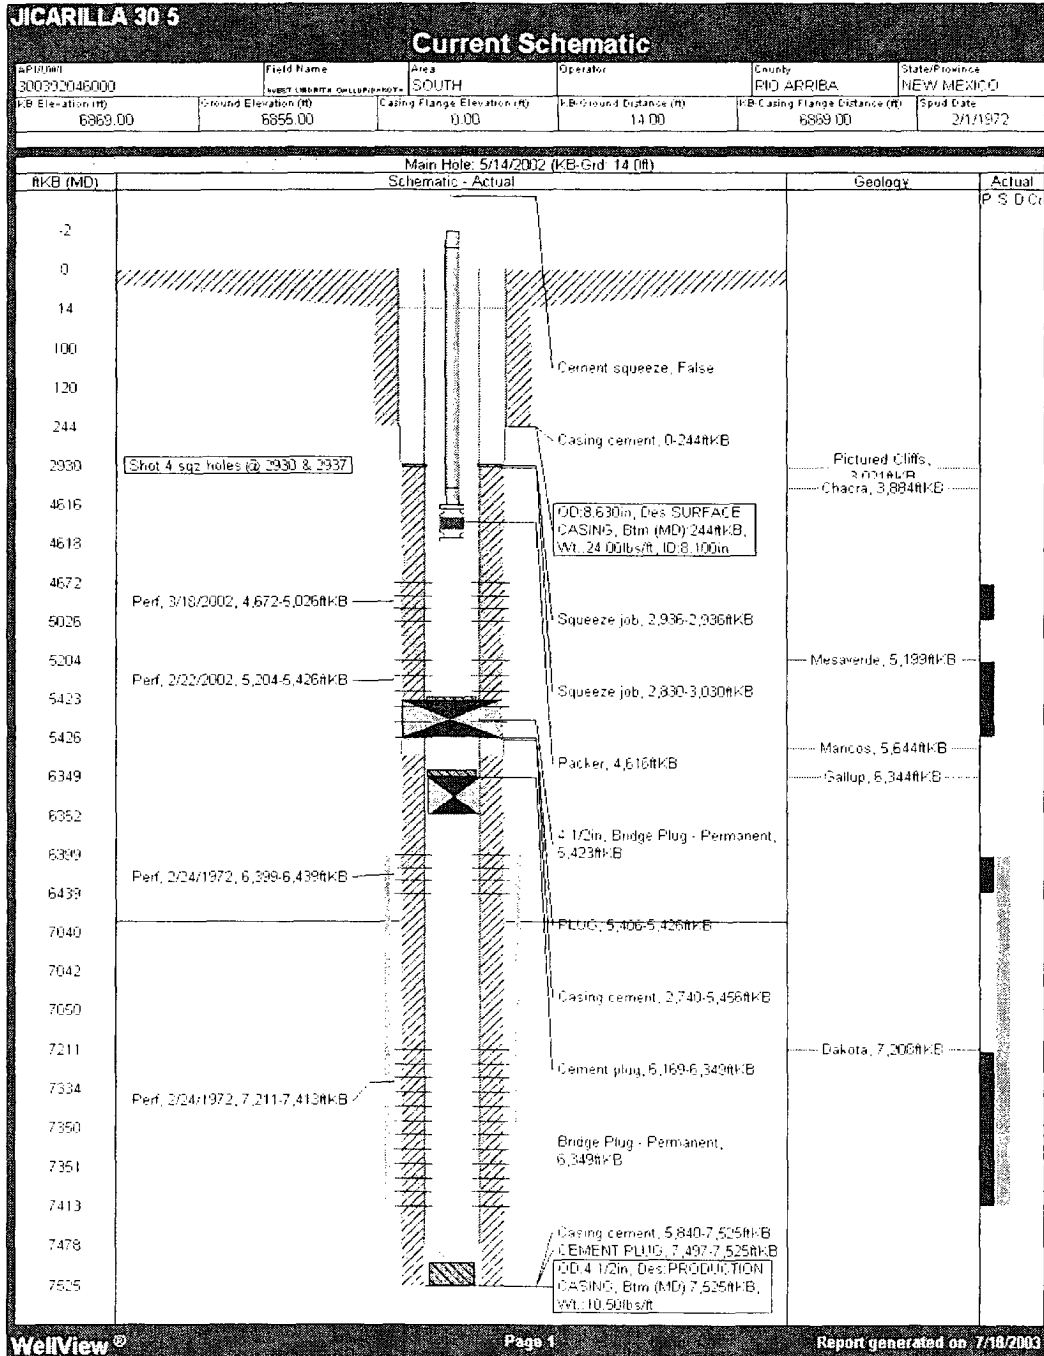 JICARILLA 30 5
Current Schematic
API/UWI
300392046000
Field Name
Area
SOUTH
Operator
County
RIO ARRIBA
State/Province
NEW MEXICO
KB Elevation (ft)
6869.00
Ground Elevation (ft)
6855.00
Casing Flange Elevation (ft)
0.00
KB-Ground Distance (ft)
14.00
KB-Casing Flange Distance (ft)
6869.00
Spud Date
2/1/1972
Main Hole: 5/14/2002 (KB-Grd: 14.0ft)
ftKB (MD)
Schematic - Actual
Geology
Actual
P S D
-2
0
14
100
120
244
2930
4616
4618
4672
5026
5204
5423
5426
6349
6352
6399
6439
7040
7042
7050
7211
7334
7350
7351
7413
7478
7525
Shot 4 sqz holes @ 2930 & 2937
Perf, 3/18/2002, 4,672-5,026ftKB
Perf, 2/22/2002, 5,204-5,426ftKB
Perf, 2/24/1972, 6,399-6,439ftKB
Perf, 2/24/1972, 7,211-7,413ftKB
Cement squeeze, False
Casing cement, 0-244ftKB
OD:8.630in, Des:SURFACE
CASING, Btm (MD):244ftKB,
Wt.:24.00lbs/ft, ID:8.100in
Squeeze job, 2,936-2,936ftKB
Squeeze job, 2,830-3,030ftKB
Packer, 4,616ftKB
4 1/2in, Bridge Plug - Permanent,
5,423ftKB
PLUG, 5,406-5,426ftKB
Casing cement, 2,740-5,456ftKB
Cement plug, 6,169-6,349ftKB
Bridge Plug - Permanent,
6,349ftKB
Casing cement, 5,840-7,525ftKB
CEMENT PLUG, 7,497-7,525ftKB
OD:4 1/2in, Des:PRODUCTION
CASING, Btm (MD):7,525ftKB,
Wt.:10.50lbs/ft
Pictured Cliffs,
Chacra, 3,884ftKB
Mesaverde, 5,199ftKB
Mancos, 5,644ftKB
Gallup, 6,344ftKB
Dakota, 7,208ftKB
WellView ®
Page 1
Report generated on 7/18/2003